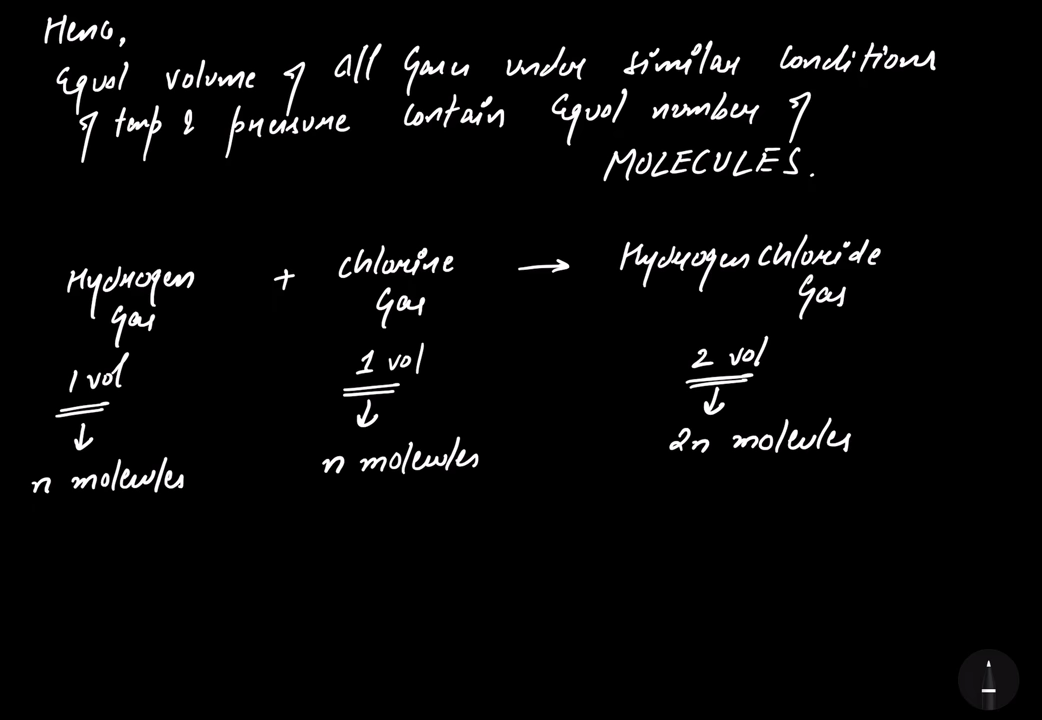 Hence,
Equal volume of All Gases under similar conditions
of temp & pressure contain Equal number of
MOLECULES.
Hydrogen + Chlorine → Hydrogen Chloride
Gas Gas Gas
1 vol 1 vol 2 vol
↓ ↓ ↓
n molecules n molecules 2n molecules